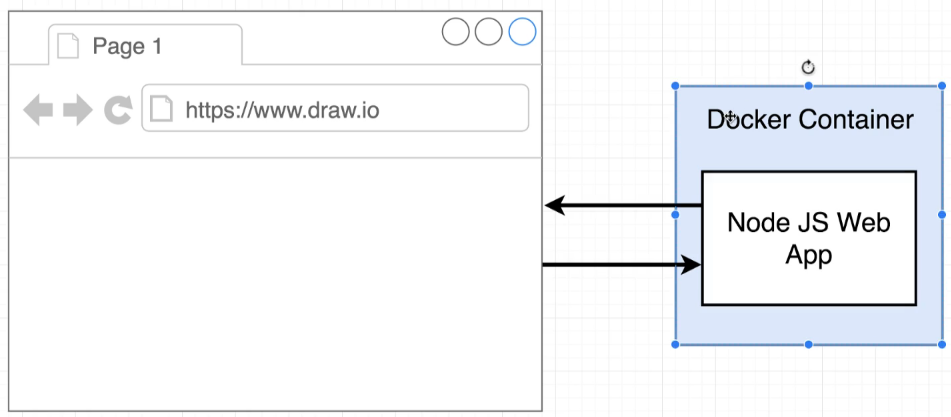 Page 1
https://www.draw.io
Docker Container
Node JS Web
App